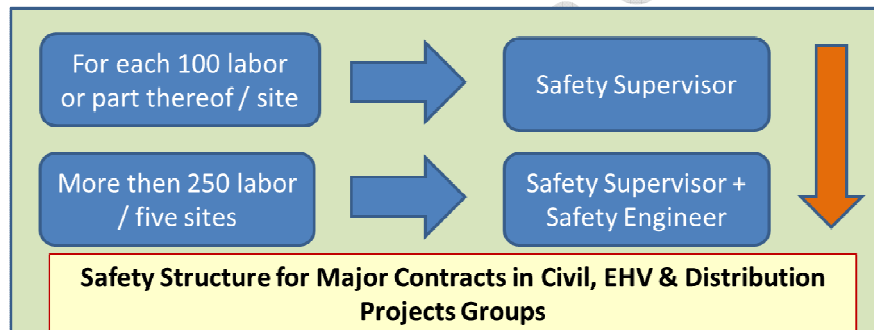 For each 100 labor
or part thereof / site
Safety Supervisor
More then 250 labor
/ five sites
Safety Supervisor +
Safety Engineer
Safety Structure for Major Contracts in Civil, EHV & Distribution
Projects Groups